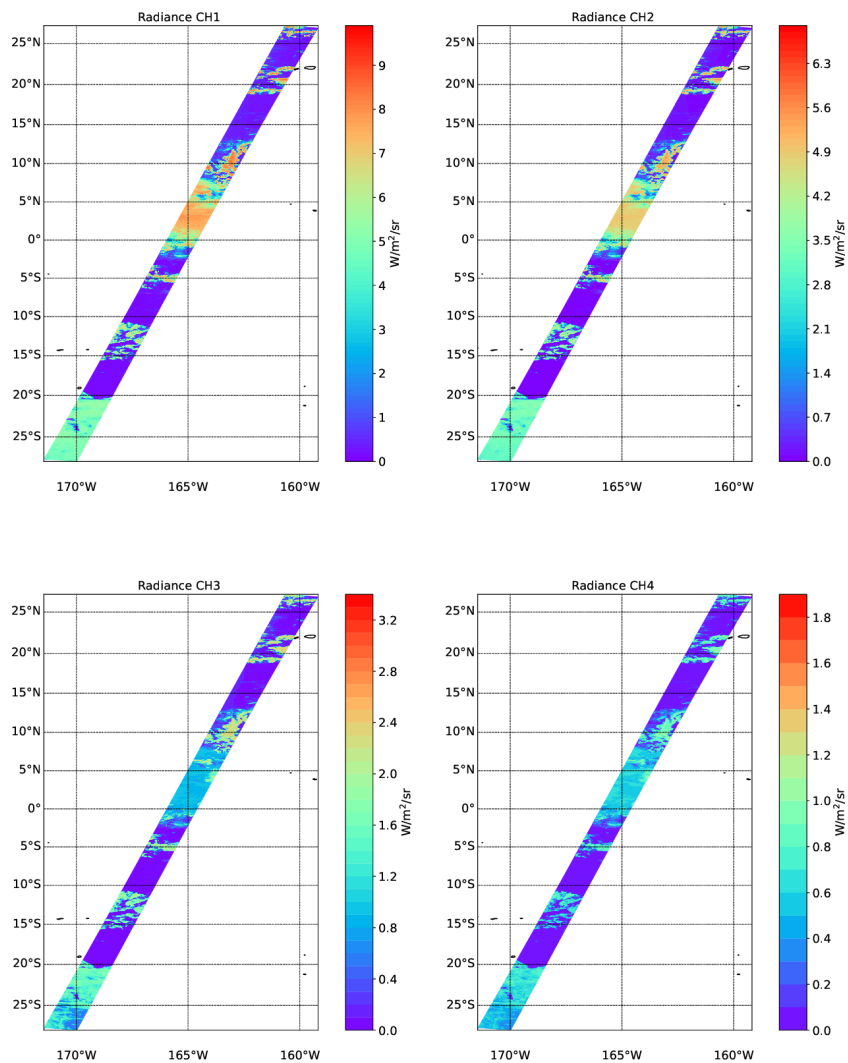 Radiance CH1
25°N
20°N
15°N
10°N
5°N
0°
5°S
10°S
15°S
20°S
25°S
170°W 165°W 160°W
9
8
7
6
5
4
3
2
1
0
W/m²/sr
Radiance CH2
25°N
20°N
15°N
10°N
5°N
0°
5°S
10°S
15°S
20°S
25°S
170°W 165°W 160°W
6.3
5.6
4.9
4.2
3.5
2.8
2.1
1.4
0.7
0.0
W/m²/sr
Radiance CH3
25°N
20°N
15°N
10°N
5°N
0°
5°S
10°S
15°S
20°S
25°S
170°W 165°W 160°W
3.2
2.8
2.4
2.0
1.6
1.2
0.8
0.4
0.0
W/m²/sr
Radiance CH4
25°N
20°N
15°N
10°N
5°N
0°
5°S
10°S
15°S
20°S
25°S
170°W 165°W 160°W
1.8
1.6
1.4
1.2
1.0
0.8
0.6
0.4
0.2
0.0
W/m²/sr